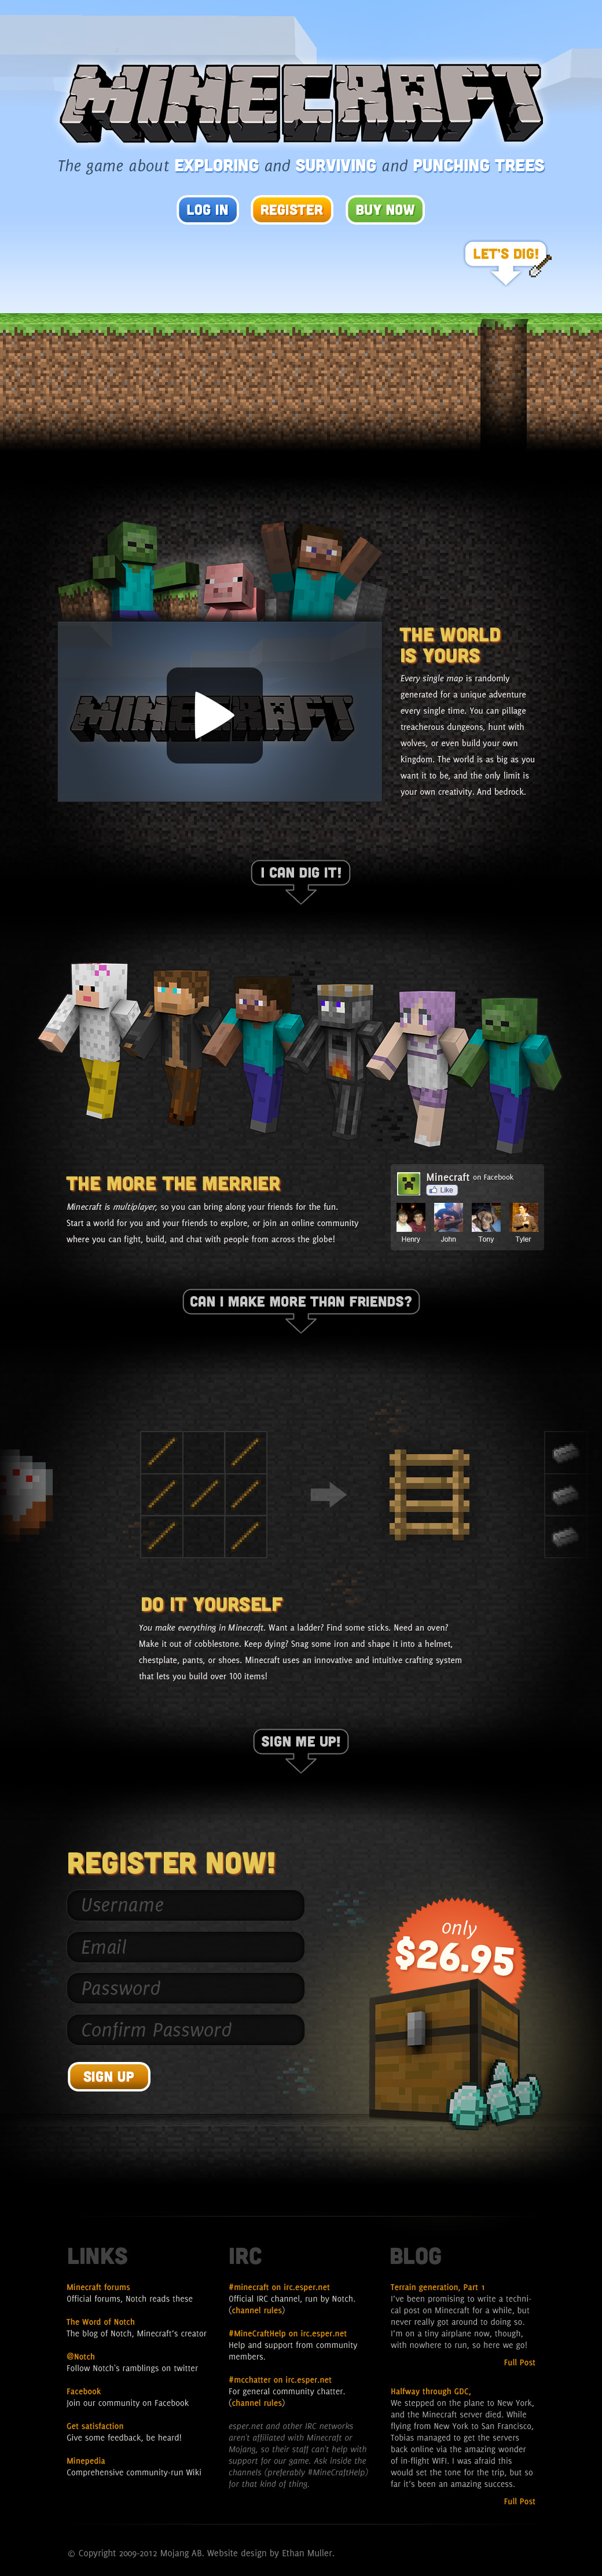 MINECRAFT
The game about EXPLORING and SURVIVING and PUNCHING TREES
LOG IN REGISTER BUY NOW
LET'S DIG!
MINECRAFT
THE WORLD
IS YOURS
Every single map is randomly
generated for a unique adventure
every single time. You can pillage
treacherous dungeons, hunt with
wolves, or even build your own
kingdom. The world is as big as you
want it to be, and the only limit is
your own creativity. And bedrock.
I CAN DIG IT!
THE MORE THE MERRIER
Minecraft is multiplayer, so you can bring along your friends for the fun.
Start a world for you and your friends to explore, or join an online community
where you can fight, build, and chat with people from across the globe!
Minecraft on Facebook
Like
Henry John Tony Tyler
CAN I MAKE MORE THAN FRIENDS?
DO IT YOURSELF
You make everything in Minecraft. Want a ladder? Find some sticks. Need an oven?
Make it out of cobblestone. Keep dying? Snag some iron and shape it into a helmet,
chestplate, pants, or shoes. Minecraft uses an innovative and intuitive crafting system
that lets you build over 100 items!
SIGN ME UP!
REGISTER NOW!
Username
Email
Password
Confirm Password
SIGN UP
only
$26.95
LINKS
Minecraft forums
Official forums, Notch reads these
The Word of Notch
The blog of Notch, Minecraft's creator
@Notch
Follow Notch's ramblings on twitter
Facebook
Join our community on Facebook
Get satisfaction
Give some feedback, be heard!
Minepedia
Comprehensive community-run Wiki
IRC
#minecraft on irc.esper.net
Official IRC channel, run by Notch.
(channel rules)
#MineCraftHelp on irc.esper.net
Help and support from community
members.
#mcchatter on irc.esper.net
For general community chatter.
(channel rules)
esper.net and other IRC networks
aren't affiliated with Minecraft or
Mojang, so their staff can't help with
support for our game. Ask inside the
channels (preferably #MineCraftHelp)
for that kind of thing.
BLOG
Terrain generation, Part 1
I've been promising to write a techni-
cal post on Minecraft for a while, but
never really got around to doing so.
I'm on a tiny airplane now, though,
with nowhere to run, so here we go!
Full Post
Halfway through GDC,
We stepped on the plane to New York,
and the Minecraft server died. While
flying from New York to San Francisco,
Tobias managed to get the servers
back online via the amazing wonder
of in-flight WIFI. I was afraid this
would set the tone for the trip, but so
far it's been an amazing success.
Full Post
© Copyright 2009-2012 Mojang AB. Website design by Ethan Muller.